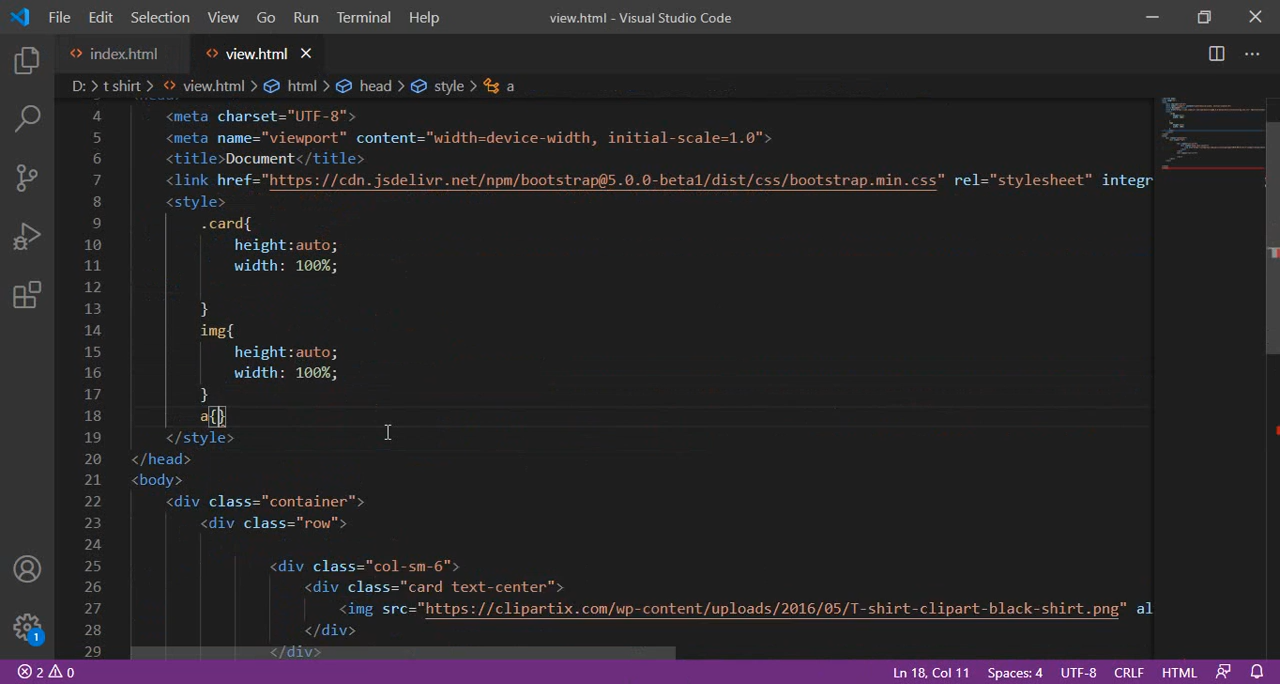 File Edit Selection View Go Run Terminal Help view.html - Visual Studio Code
index.html view.html
D: > t shirt > view.html > html > head > style > a
4 <meta charset="UTF-8">
5 <meta name="viewport" content="width=device-width, initial-scale=1.0">
6 <title>Document</title>
7 <link href="https://cdn.jsdelivr.net/npm/bootstrap@5.0.0-beta1/dist/css/bootstrap.min.css" rel="stylesheet" integr
8 <style>
9 .card{
10 height:auto;
11 width: 100%;
12
13 }
14 img{
15 height:auto;
16 width: 100%;
17 }
18 a{}
19 </style>
20 </head>
21 <body>
22 <div class="container">
23 <div class="row">
24
25 <div class="col-sm-6">
26 <div class="card text-center">
27 <img src="https://clipartix.com/wp-content/uploads/2016/05/T-shirt-clipart-black-shirt.png" al
28 </div>
29 </div>
1
2 0 Ln 18, Col 11 Spaces: 4 UTF-8 CRLF HTML